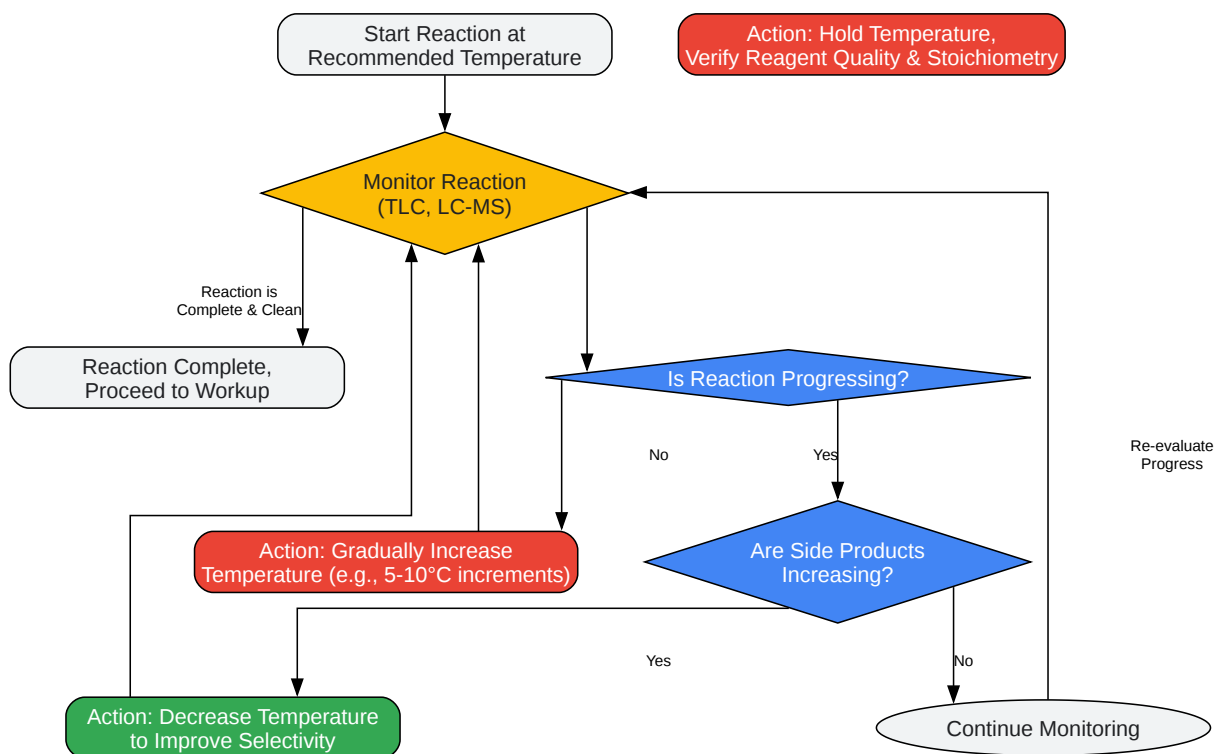 Start Reaction at
Recommended Temperature
Action: Hold Temperature,
Verify Reagent Quality & Stoichiometry
Monitor Reaction
(TLC, LC-MS)
Reaction is
Complete & Clean
Reaction Complete,
Proceed to Workup
Is Reaction Progressing?
No
Yes
Re-evaluate
Progress
Action: Gradually Increase
Temperature (e.g., 5-10°C increments)
Are Side Products
Increasing?
Yes
No
Action: Decrease Temperature
to Improve Selectivity
Continue Monitoring